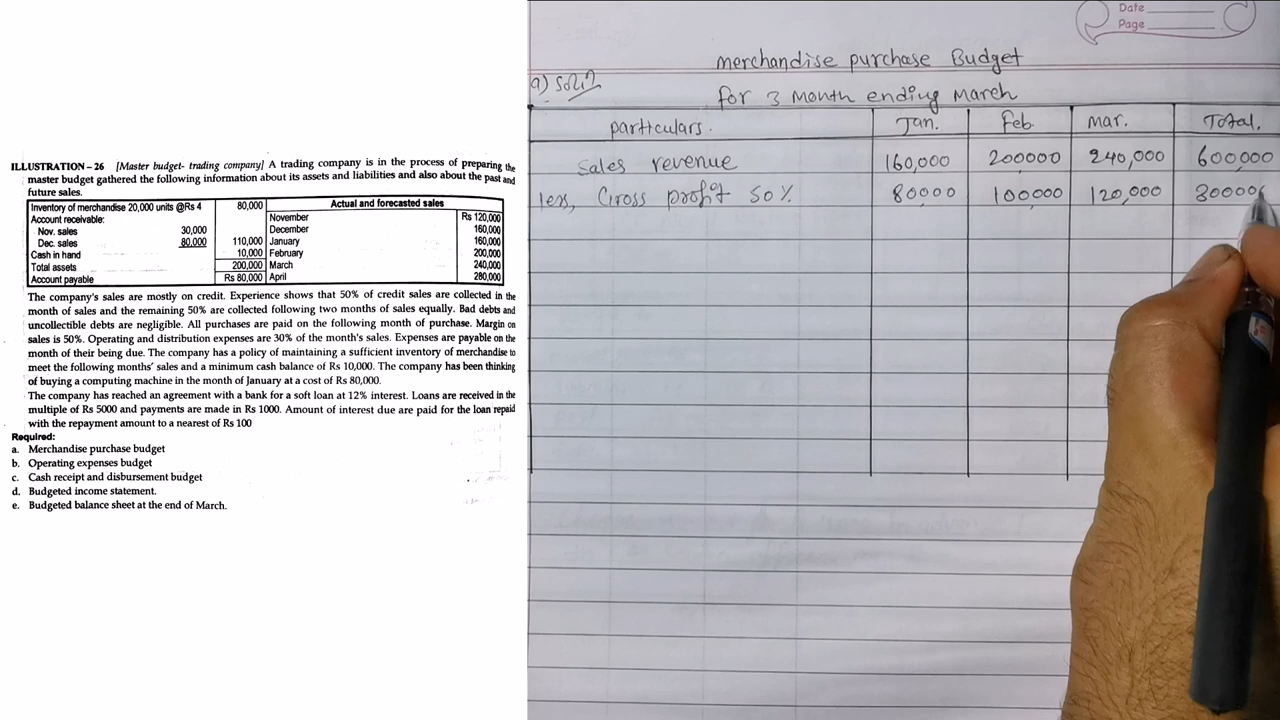 ILLUSTRATION – 26 [Master budget- trading company] A trading company is in the process of preparing the
master budget gathered the following information about its assets and liabilities and also about the past and
future sales.
Inventory of merchandise 20,000 units @Rs 4 80,000 Actual and forecasted sales
Account receivable: November Rs 120,000
Nov. sales 30,000 December 160,000
Dec. sales 80,000 110,000 January 160,000
Cash in hand 10,000 February 200,000
Total assets 200,000 March 240,000
Account payable Rs 80,000 April 280,000
The company's sales are mostly on credit. Experience shows that 50% of credit sales are collected in the
month of sales and the remaining 50% are collected following two months of sales equally. Bad debts and
uncollectible debts are negligible. All purchases are paid on the following month of purchase. Margin on
sales is 50%. Operating and distribution expenses are 30% of the month's sales. Expenses are payable on the
month of their being due. The company has a policy of maintaining a sufficient inventory of merchandise to
meet the following months' sales and a minimum cash balance of Rs 10,000. The company has been thinking
of buying a computing machine in the month of January at a cost of Rs 80,000.
The company has reached an agreement with a bank for a soft loan at 12% interest. Loans are received in the
multiple of Rs 5000 and payments are made in Rs 1000. Amount of interest due are paid for the loan repaid
with the repayment amount to a nearest of Rs 100
Required:
a. Merchandise purchase budget
b. Operating expenses budget
c. Cash receipt and disbursement budget
d. Budgeted income statement.
e. Budgeted balance sheet at the end of March.
Date
Page
Merchandise purchase Budget
a) Solⁿ
for 3 Month ending March
particulars. Jan. Feb. Mar. Total.
Sales revenue 160,000 200000 240,000 600,000
less, Gross profit 50% 80000 100000 120,000 30000